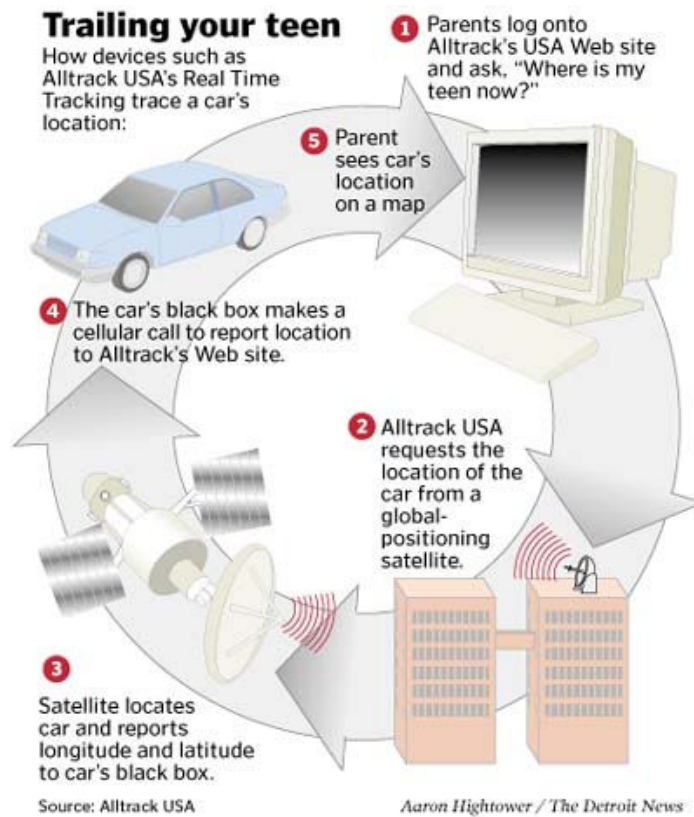 Trailing your teen
How devices such as
Alltrack USA's Real Time
Tracking trace a car's
location:
1 Parents log onto
Alltrack's USA Web site
and ask, “Where is my
teen now?”
5 Parent
sees car's
location
on a map
4 The car's black box makes a
cellular call to report location
to Alltrack's Web site.
2 Alltrack USA
requests the
location of the
car from a
global-
positioning
satellite.
3
Satellite locates
car and reports
longitude and latitude
to car's black box.
Source: Alltrack USA
Aaron Hightower / The Detroit News